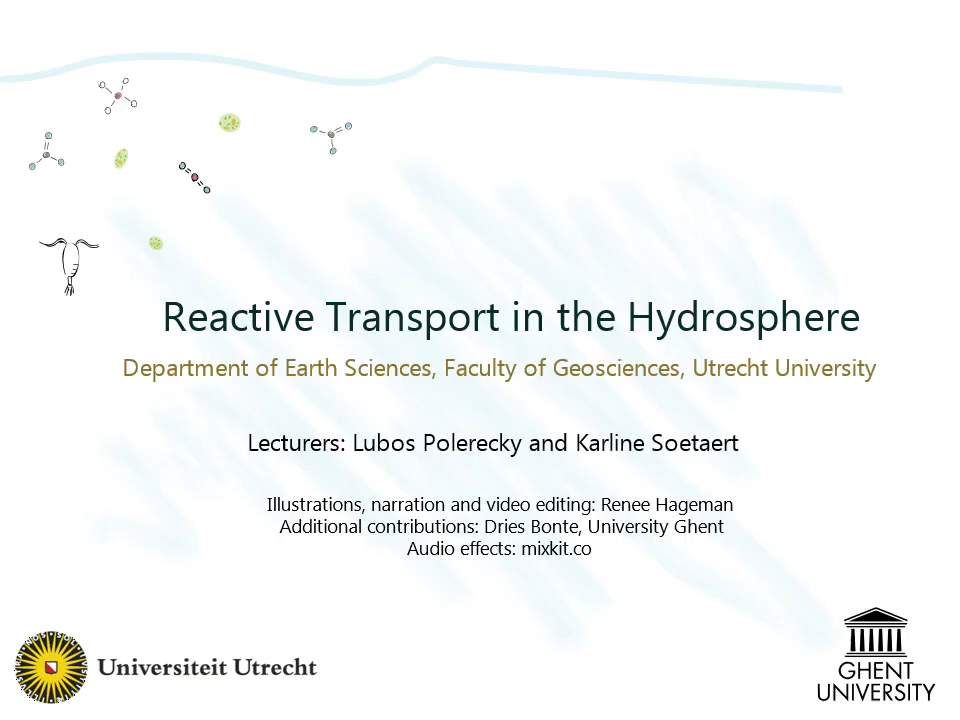 Reactive Transport in the Hydrosphere
Department of Earth Sciences, Faculty of Geosciences, Utrecht University
Lecturers: Lubos Polerecky and Karline Soetaert
Illustrations, narration and video editing: Renee Hageman
Additional contributions: Dries Bonte, University Ghent
Audio effects: mixkit.co
Universiteit Utrecht
GHENT
UNIVERSITY